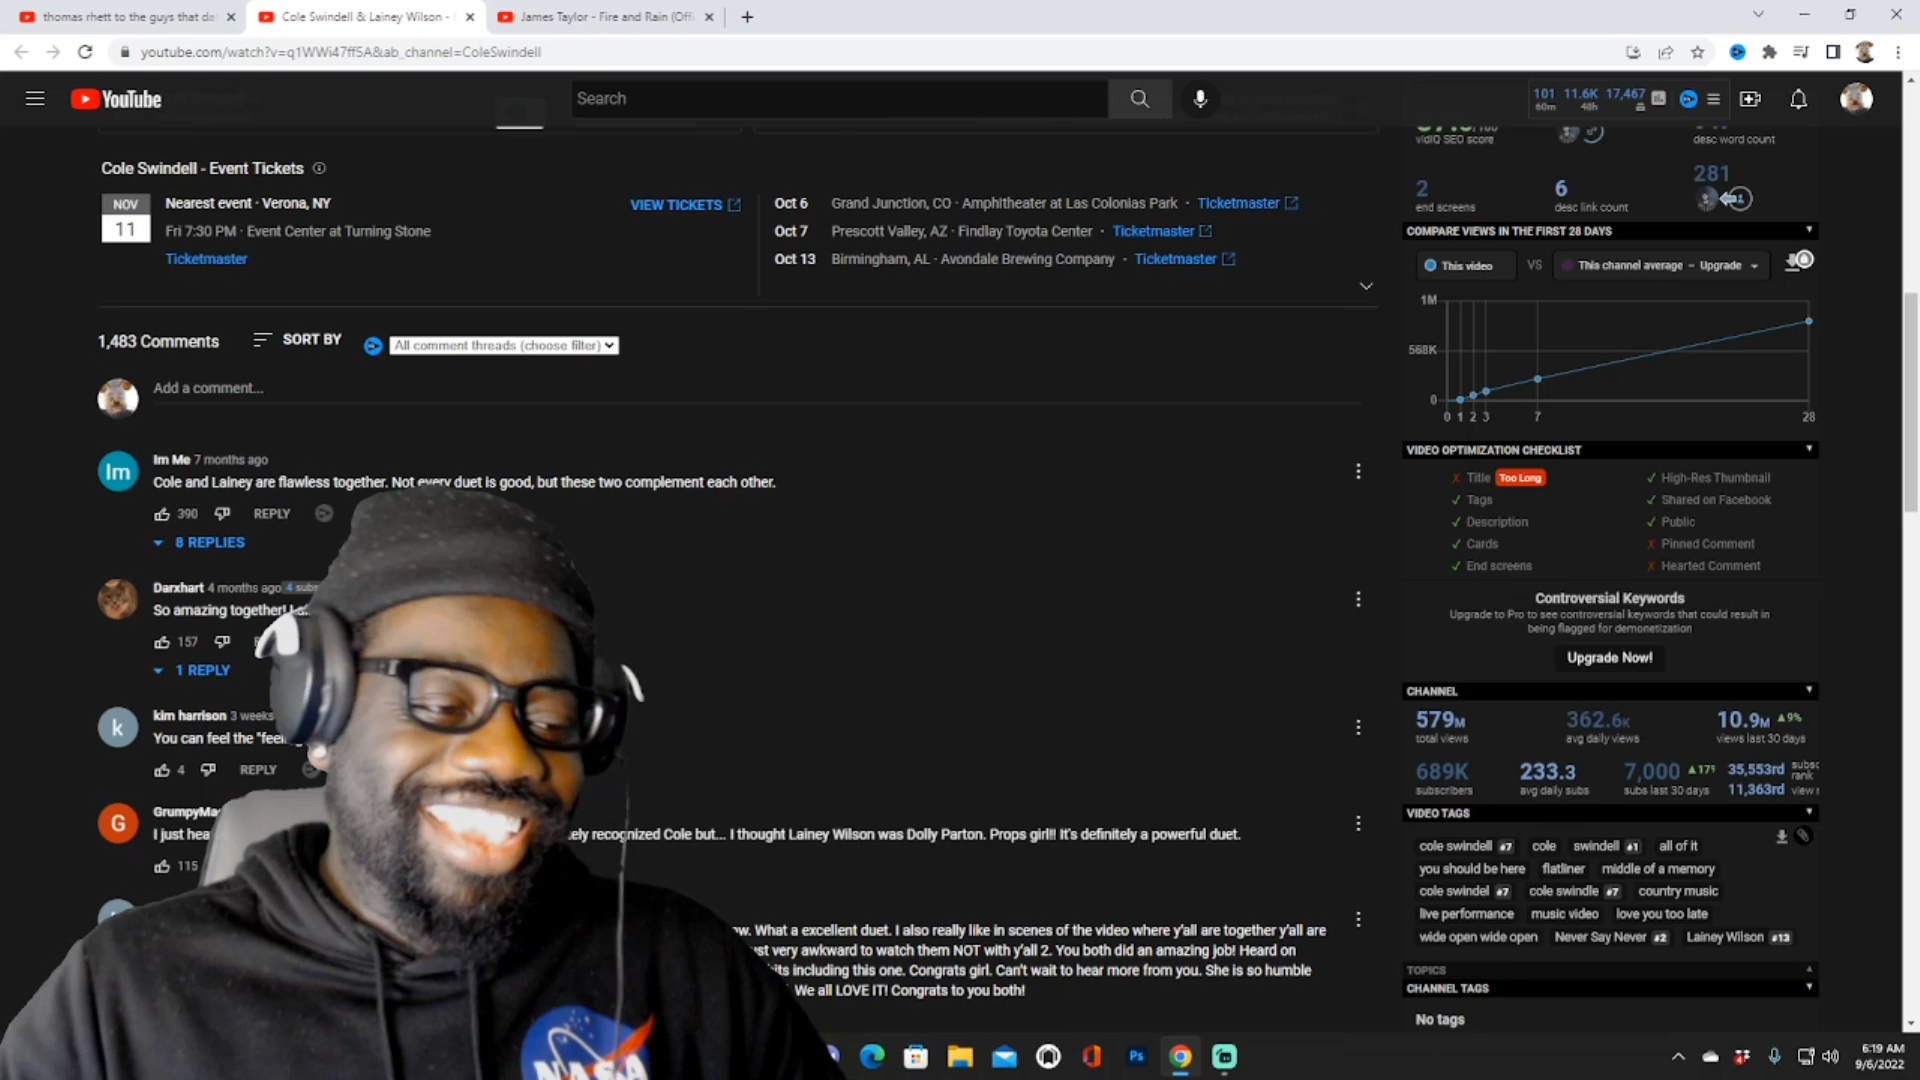 thomas rhett to the guys that da
Cole Swindell & Lainey Wilson -
James Taylor - Fire and Rain (Offi
youtube.com/watch?v=q1WWi47ff5A&ab_channel=ColeSwindell
YouTube
Search
101 11.6K 17,467
60m 48h
Cole Swindell - Event Tickets
NOV
11
Nearest event · Verona, NY
Fri 7:30 PM · Event Center at Turning Stone
Ticketmaster
VIEW TICKETS
Oct 6 Grand Junction, CO · Amphitheater at Las Colonias Park · Ticketmaster
Oct 7 Prescott Valley, AZ · Findlay Toyota Center · Ticketmaster
Oct 13 Birmingham, AL · Avondale Brewing Company · Ticketmaster
1,483 Comments
SORT BY
All comment threads (choose filter)
Add a comment...
Im
Im Me 7 months ago
Cole and Lainey are flawless together. Not every duet is good, but these two complement each other.
390 REPLY
8 REPLIES
Darxhart 4 months ago 4 subs
So amazing together!
157
1 REPLY
k
kim harrison 3 weeks
You can feel the "feel
4 REPLY
G
GrumpyMa
I just hea
ely recognized Cole but... I thought Lainey Wilson was Dolly Parton. Props girl!! It's definitely a powerful duet.
115
ow. What a excellent duet. I also really like in scenes of the video where y'all are together y'all are
ust very awkward to watch them NOT with y'all 2. You both did an amazing job! Heard on
its including this one. Congrats girl. Can't wait to hear more from you. She is so humble
We all LOVE IT! Congrats to you both!
NASA
vidIQ SEO score
desc word count
2
end screens
6
desc link count
281
1
COMPARE VIEWS IN THE FIRST 28 DAYS
This video VS This channel average - Upgrade
1M
568K
0
0 1 2 3 7 28
VIDEO OPTIMIZATION CHECKLIST
Title Too Long
High-Res Thumbnail
Tags
Shared on Facebook
Description
Public
Cards
Pinned Comment
End screens
Hearted Comment
Controversial Keywords
Upgrade to Pro to see controversial keywords that could result in
being flagged for demonetization
Upgrade Now!
CHANNEL
579M
total views
362.6K
avg daily views
10.9M 9%
views last 30 days
689K
subscribers
233.3
avg daily subs
7,000
subs last 30 days
35,553rd subsc rank
11,363rd view
VIDEO TAGS
cole swindell #7 cole swindell #1 all of it
you should be here flatliner middle of a memory
cole swindel #7 cole swindle #7 country music
live performance music video love you too late
wide open wide open Never Say Never #2 Lainey Wilson #13
TOPICS
CHANNEL TAGS
No tags
Ps
6:19 AM
9/6/2022